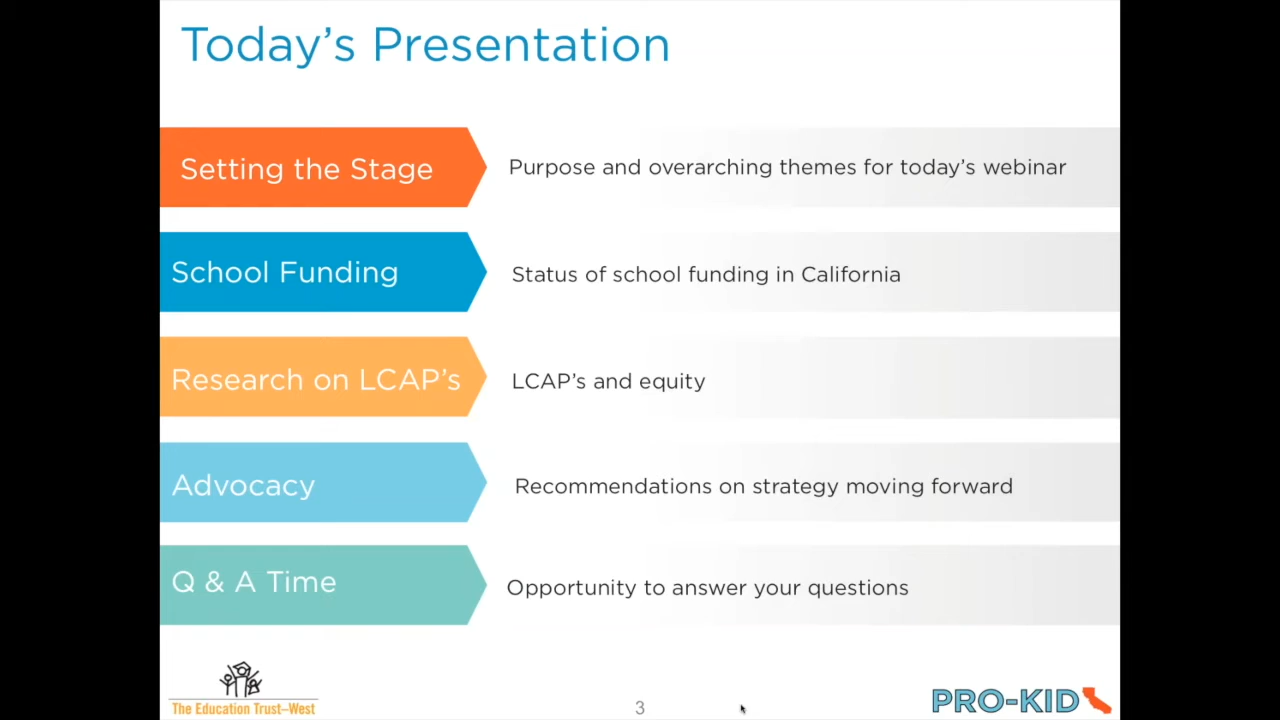 Today's Presentation
Setting the Stage
Purpose and overarching themes for today's webinar
School Funding
Status of school funding in California
Research on LCAP's
LCAP's and equity
Advocacy
Recommendations on strategy moving forward
Q & A Time
Opportunity to answer your questions
The Education Trust–West
3
PRO-KID